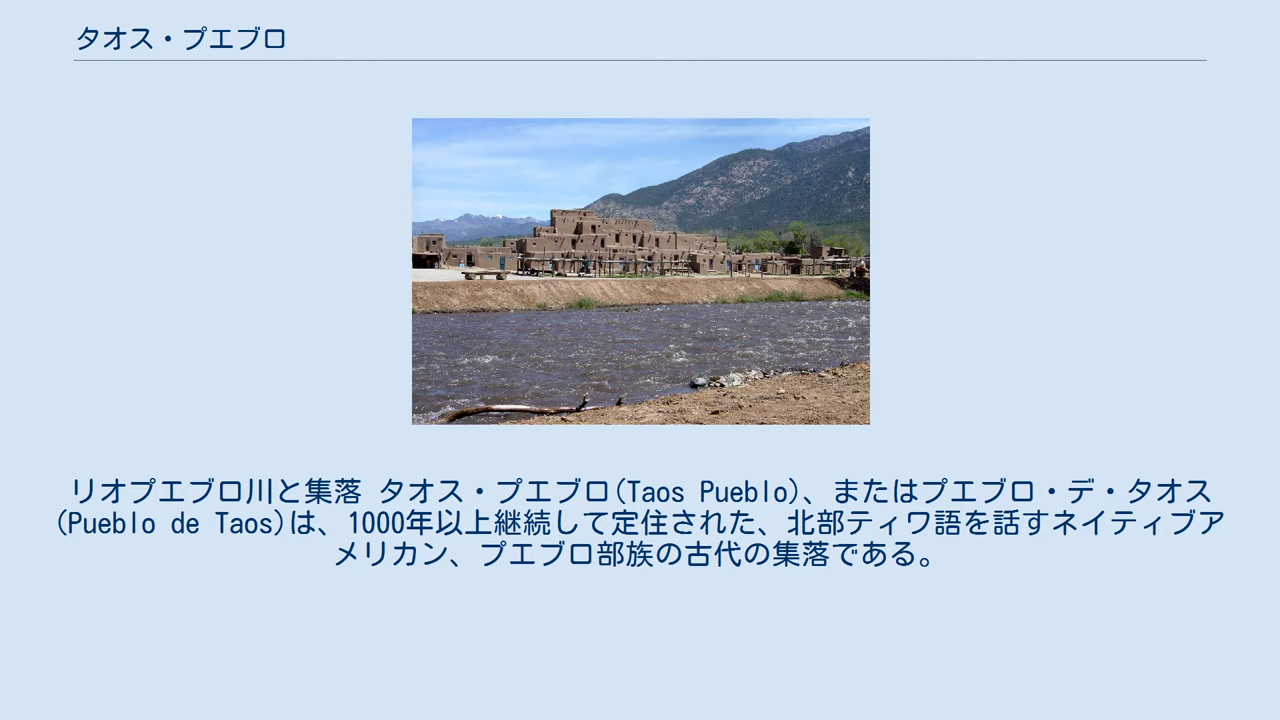 タオス・プエブロ
リオプエブロ川と集落 タオス・プエブロ(Taos Pueblo)、またはプエブロ・デ・タオス
(Pueblo de Taos)は、1000年以上継続して定住された、北部ティワ語を話すネイティブア
メリカン、プエブロ部族の古代の集落である。